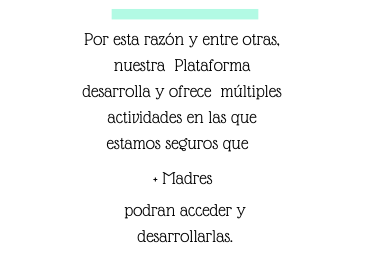 Por esta razón y entre otras,
nuestra Plataforma
desarrolla y ofrece múltiples
actividades en las que
estamos seguros que
+ Madres
podran acceder y
desarrollarlas.